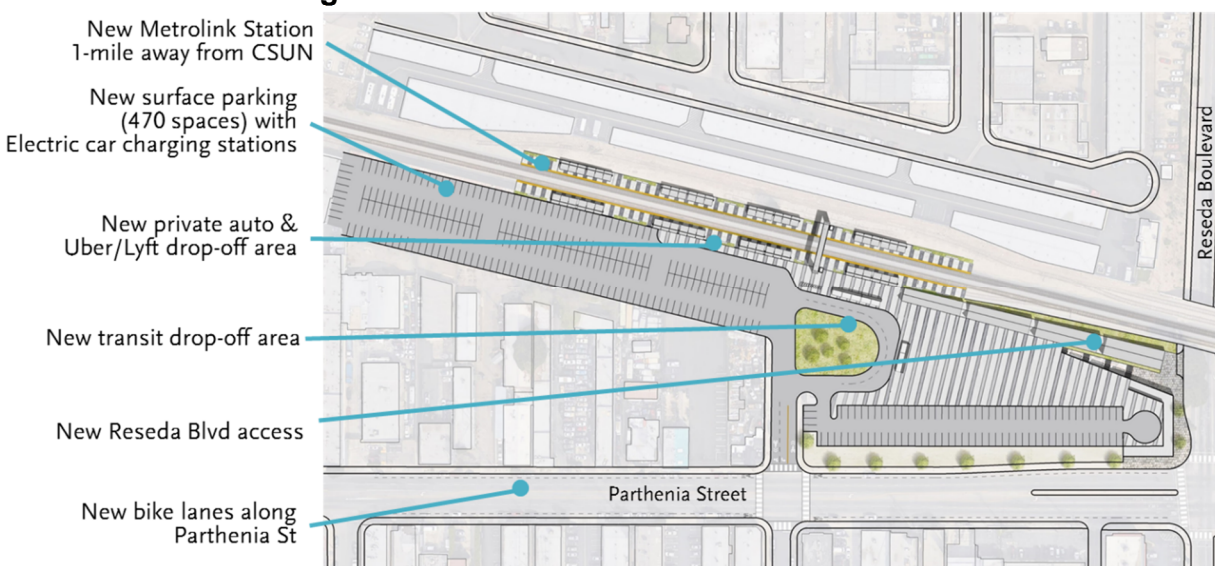 New Metrolink Station
1-mile away from CSUN
New surface parking
(470 spaces) with
Electric car charging stations
New private auto &
Uber/Lyft drop-off area
New transit drop-off area
New Reseda Blvd access
New bike lanes along
Parthenia St
Parthenia Street
Reseda Boulevard